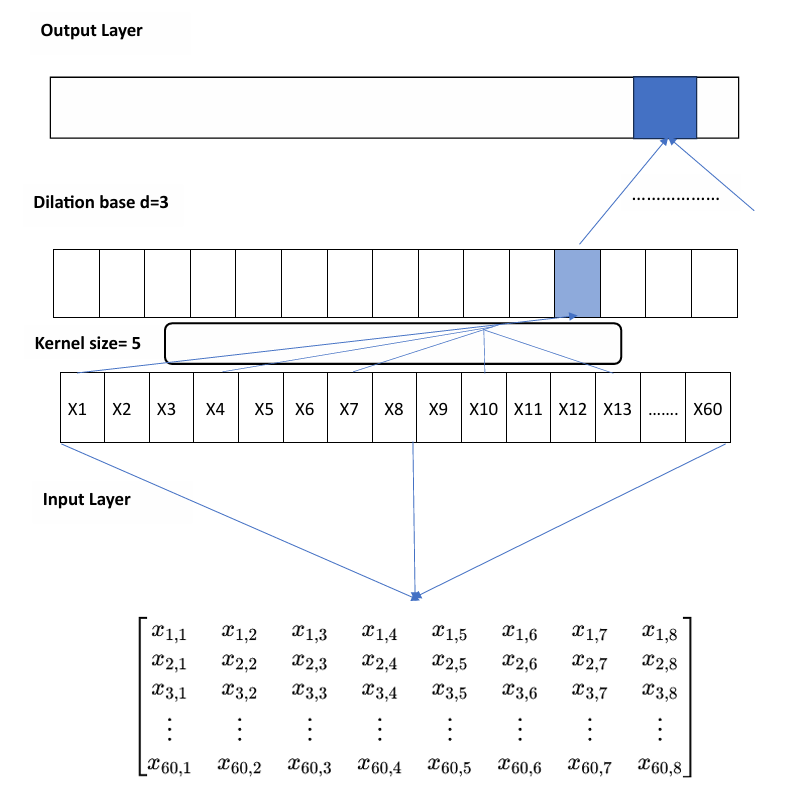 Output Layer
Dilation base d=3
..................
Kernel size= 5
X1 X2 X3 X4 X5 X6 X7 X8 X9 X10 X11 X12 X13 ....... X60
Input Layer
x1,1 x1,2 x1,3 x1,4 x1,5 x1,6 x1,7 x1,8
x2,1 x2,2 x2,3 x2,4 x2,5 x2,6 x2,7 x2,8
x3,1 x3,2 x3,3 x3,4 x3,5 x3,6 x3,7 x3,8
⋮ ⋮ ⋮ ⋮ ⋮ ⋮ ⋮ ⋮
x60,1 x60,2 x60,3 x60,4 x60,5 x60,6 x60,7 x60,8